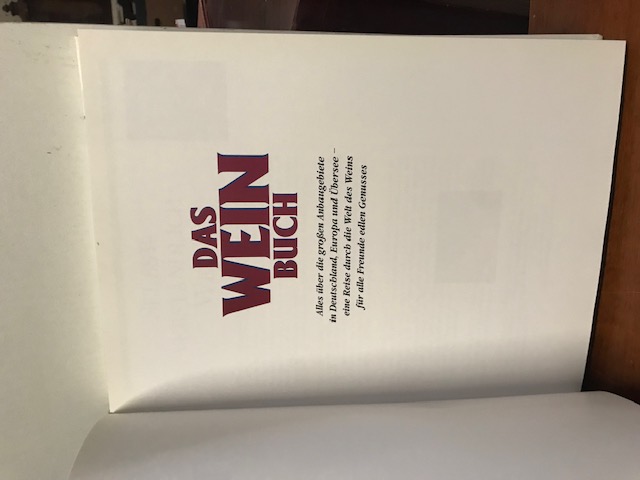 DAS
WEIN
BUCH
Alles über die großen Anbaugebiete
in Deutschland, Europa und Übersee –
eine Reise durch die Welt des Weins
für alle Freunde edlen Genusses